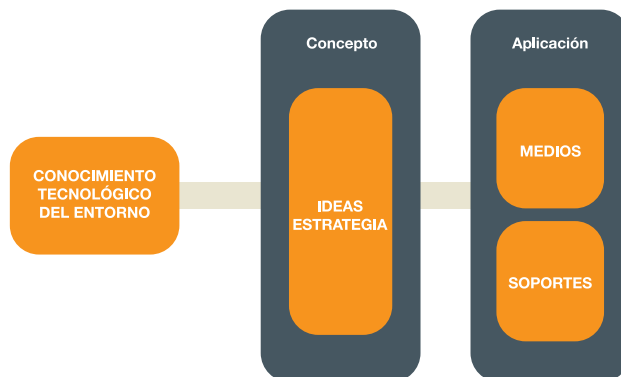 CONOCIMIENTO
TECNOLÓGICO
DEL ENTORNO
Concepto
IDEAS
ESTRATEGIA
Aplicación
MEDIOS
SOPORTES